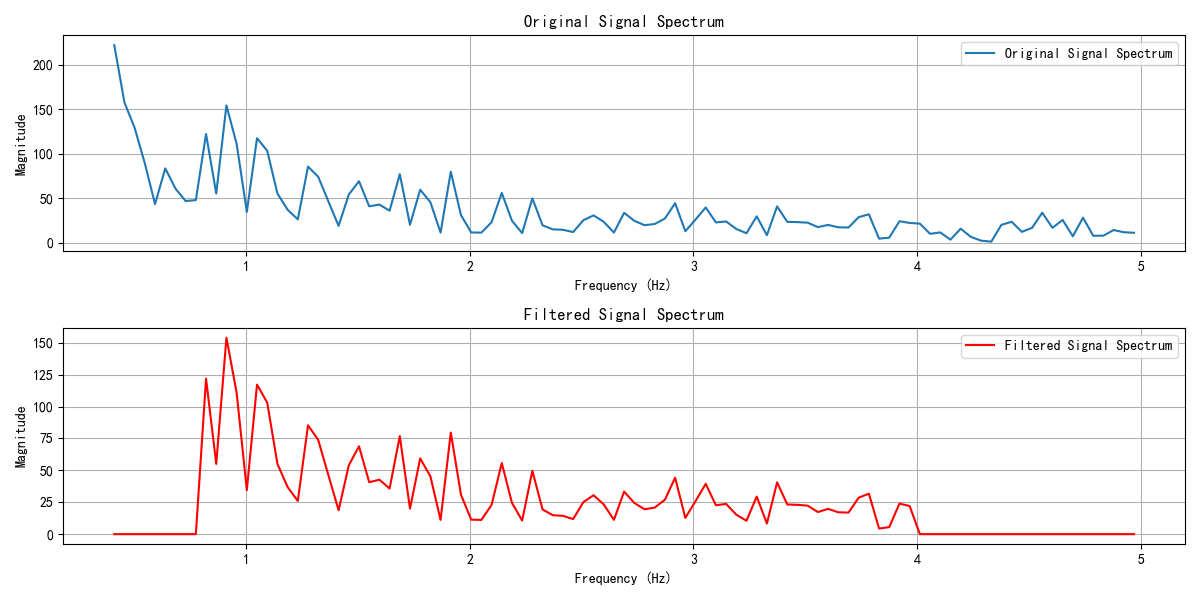 Original Signal Spectrum
Original Signal Spectrum
Magnitude
200
150
100
50
0
1
2
3
4
5
Frequency (Hz)
Filtered Signal Spectrum
Filtered Signal Spectrum
Magnitude
150
125
100
75
50
25
0
1
2
3
4
5
Frequency (Hz)